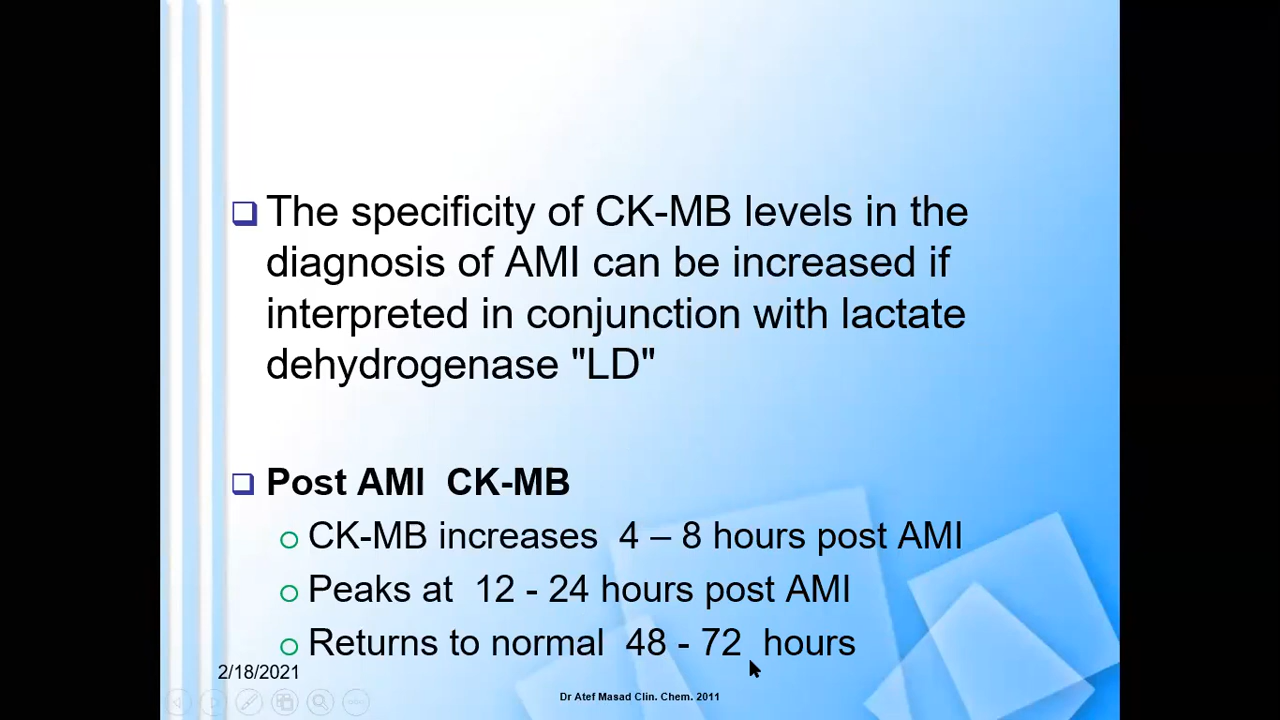 The specificity of CK-MB levels in the
diagnosis of AMI can be increased if
interpreted in conjunction with lactate
dehydrogenase "LD"
Post AMI  CK-MB
CK-MB increases  4 – 8 hours post AMI
Peaks at  12 - 24 hours post AMI
Returns to normal  48 - 72  hours
2/18/2021
Dr Atef Masad Clin. Chem. 2011